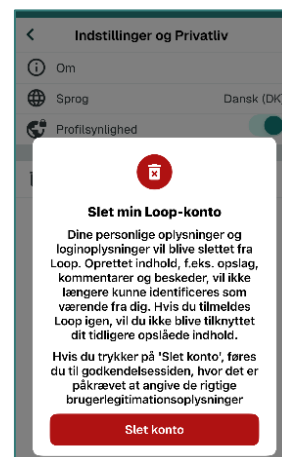 Indstillinger og Privatliv
Om
Sprog Dansk (DK)
Profilsynlighed
Slet min Loop-konto
Dine personlige oplysninger og
loginoplysninger vil blive slettet fra
Loop. Oprettet indhold, f.eks. opslag,
kommentarer og beskeder, vil ikke
længere kunne identificeres som
værende fra dig. Hvis du tilmeldes
Loop igen, vil du ikke blive tilknyttet
dit tidligere opslåede indhold.
Hvis du trykker på 'Slet konto', føres
du til godkendelsessiden, hvor det er
påkrævet at angive de rigtige
brugerlegitimationsoplysninger
Slet konto